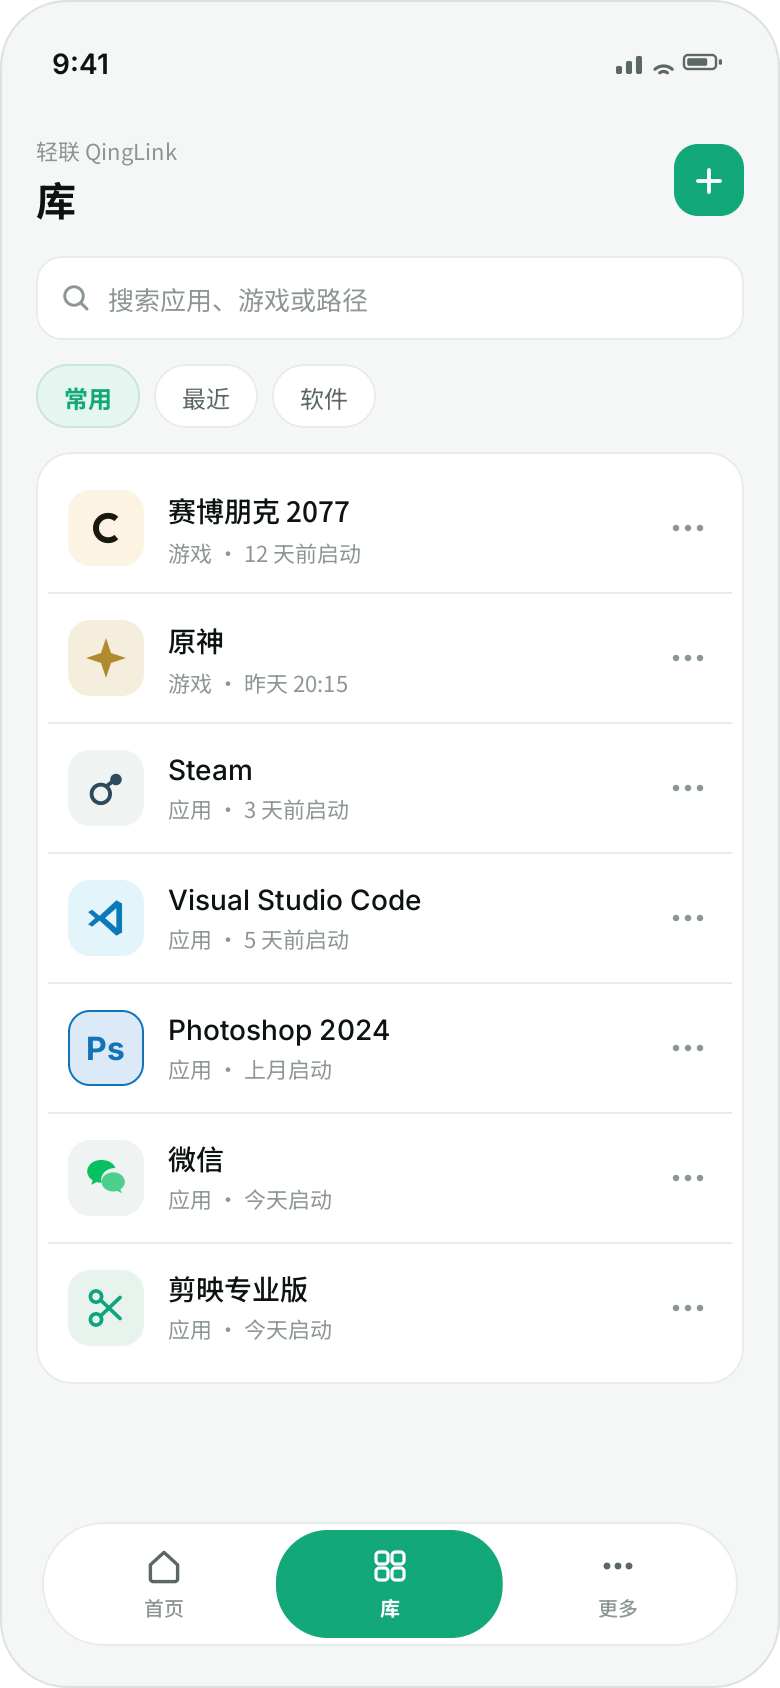 9:41
轻联 QingLink
库
搜索应用、游戏或路径
常用
最近
软件
C
赛博朋克 2077
游戏 • 12 天前启动
原神
游戏 • 昨天 20:15
Steam
应用 • 3 天前启动
Visual Studio Code
应用 • 5 天前启动
Ps
Photoshop 2024
应用 • 上月启动
微信
应用 • 今天启动
剪映专业版
应用 • 今天启动
首页
库
更多